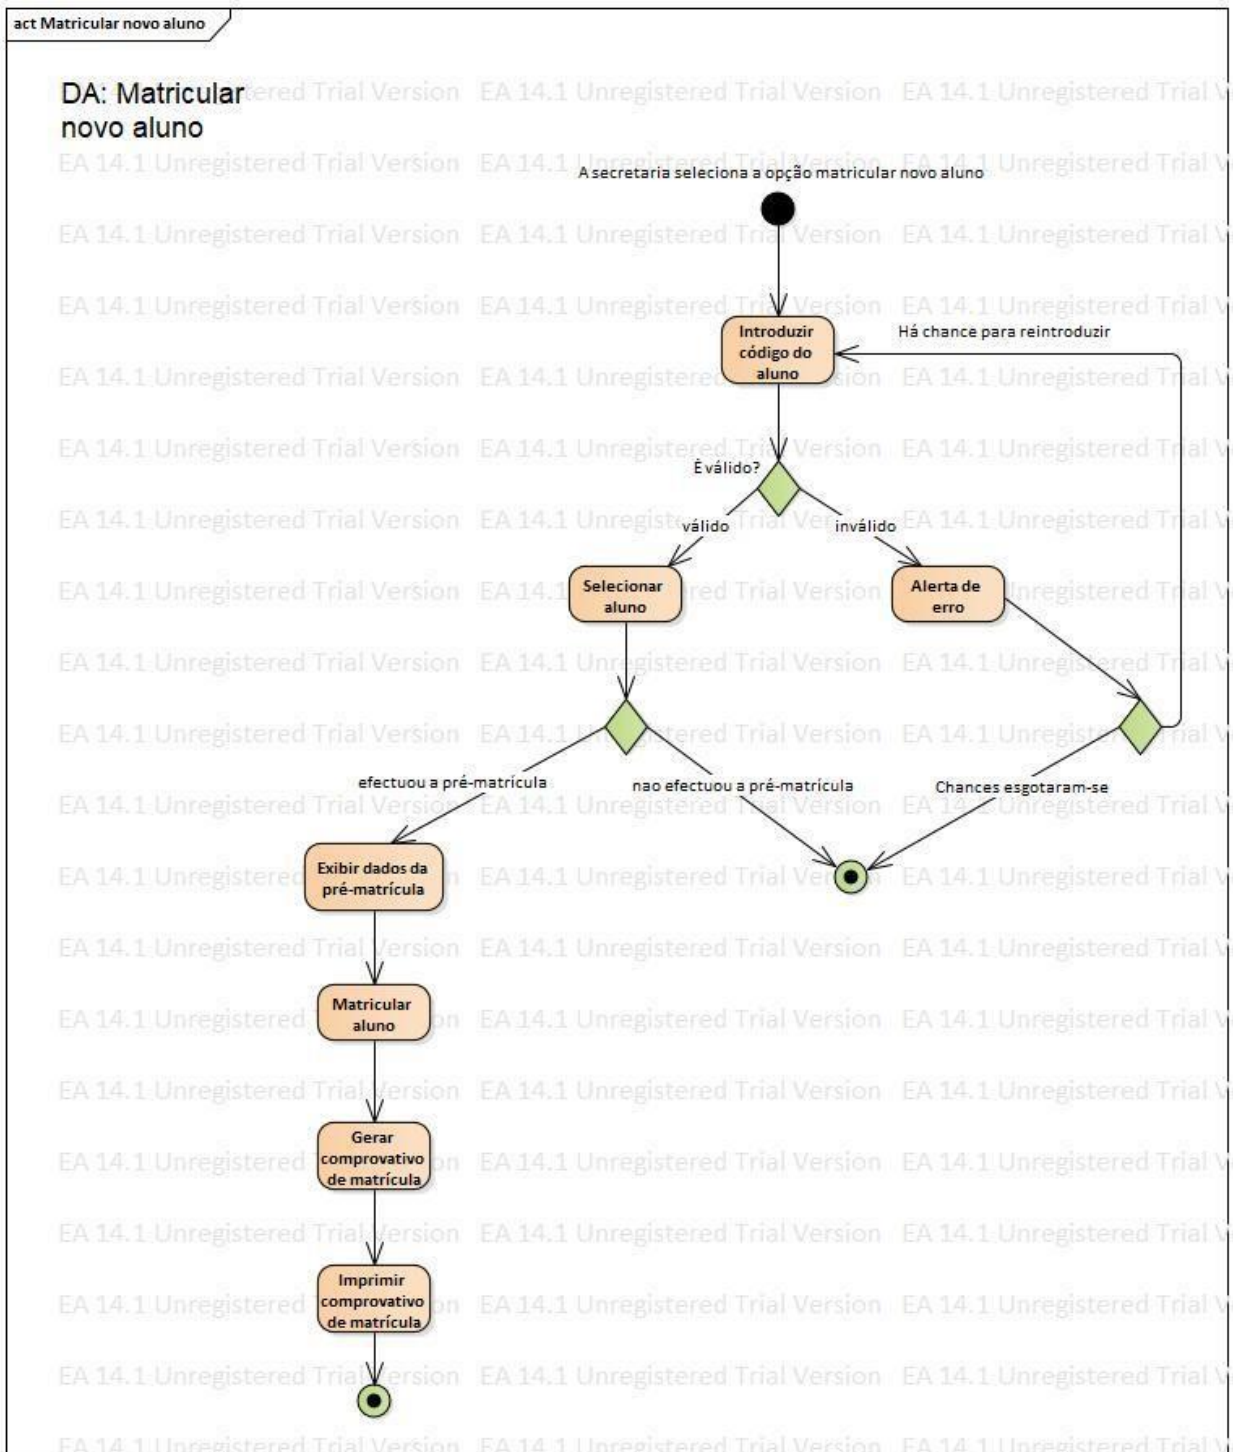 act Matricular novo aluno
DA: Matricular
novo aluno
EA 14.1 Unregistered Trial Version
A secretaria seleciona a opção matricular novo aluno
Introduzir
código do
aluno
Há chance para reintroduzir
É válido?
válido
inválido
Selecionar
aluno
Alerta de
erro
efectuou a pré-matrícula
nao efectuou a pré-matrícula
Chances esgotaram-se
Exibir dados da
pré-matrícula
Matricular
aluno
Gerar
comprovativo
de matrícula
Imprimir
comprovativo
de matrícula